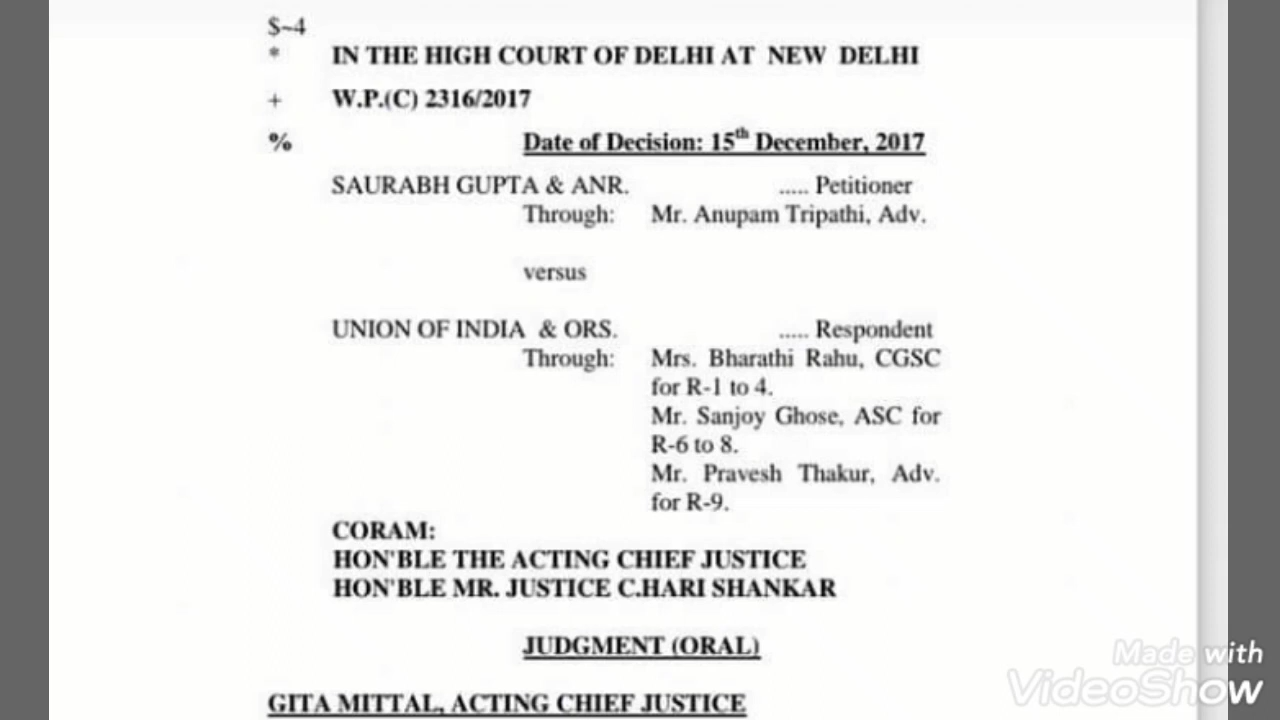 $~4
* IN THE HIGH COURT OF DELHI AT NEW DELHI
+ W.P.(C) 2316/2017
% Date of Decision: 15th December, 2017
SAURABH GUPTA & ANR. ..... Petitioner
Through: Mr. Anupam Tripathi, Adv.
versus
UNION OF INDIA & ORS. ..... Respondent
Through: Mrs. Bharathi Rahu, CGSC
for R-1 to 4.
Mr. Sanjoy Ghose, ASC for
R-6 to 8.
Mr. Pravesh Thakur, Adv.
for R-9.
CORAM:
HON'BLE THE ACTING CHIEF JUSTICE
HON'BLE MR. JUSTICE C.HARI SHANKAR
JUDGMENT (ORAL)
GITA MITTAL, ACTING CHIEF JUSTICE
Made with
VideoShow